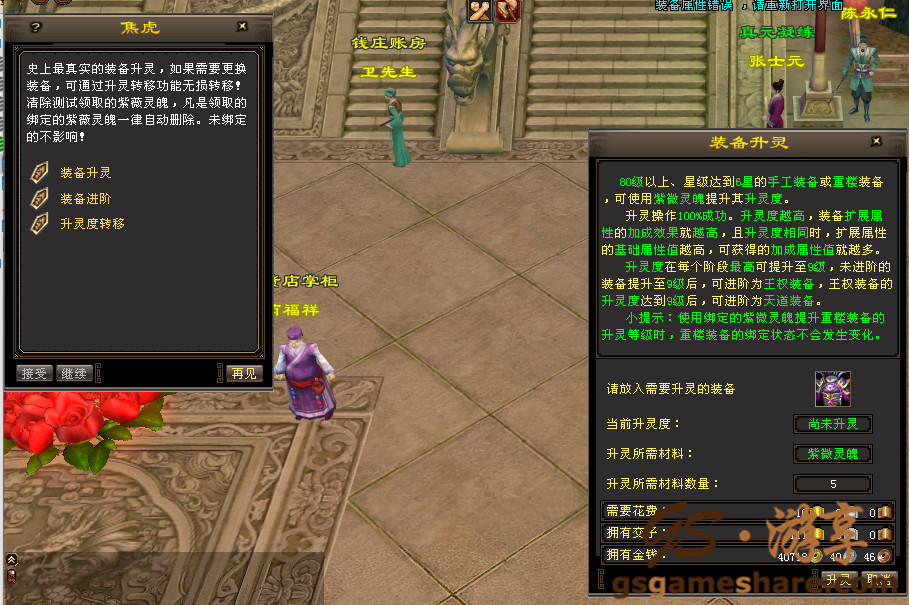 装备属性错误 ，请重新打开界面
陈永仁
真元凝练
张士元
钱庄账房
卫先生
店掌柜
福祥
?
焦虎
史上最真实的装备升灵，如果需要更换
装备，可通过升灵转移功能无损转移!
清除测试领取的紫薇灵魄，凡是领取的
绑定的紫薇灵魄一律自动删除。未绑定
的不影响!
装备升灵
装备进阶
升灵度转移
接受
继续
再见
装备升灵
80级以上、星级达到6星的手工装备或重楼装备
，可使用紫微灵魄提升其升灵度。
升灵操作100%成功。升灵度越高，装备扩展属
性的加成效果就越高，且升灵度相同时，扩展属性
的基础属性值越高，可获得的加成属性值就越多。
升灵度在每个阶段最高可提升至9级，未进阶的
装备提升至9级后，可进阶为王权装备，王权装备的
升灵度达到9级后，可进阶为天道装备。
小提示：使用绑定的紫微灵魄提升重楼装备的
升灵等级时，重楼装备的绑定状态不会发生变化。
请放入需要升灵的装备
当前升灵度：
尚未升灵
升灵所需材料：
紫微灵魄
升灵所需材料数量：
5
需要花费：
0
拥有交子：
0
拥有金钱：
40718
46
升灵
取消
GS·游享
gsgameshare.com